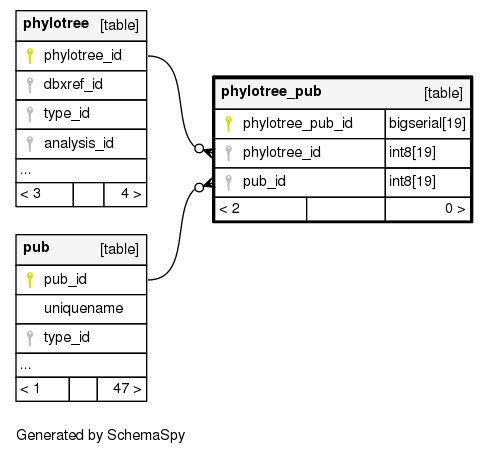 phylotree [table]
phylotree_id
dbxref_id
type_id
analysis_id
...
< 3 4 >
phylotree_pub [table]
phylotree_pub_id bigserial[19]
phylotree_id int8[19]
pub_id int8[19]
< 2 0 >
pub [table]
pub_id
uniquename
type_id
...
< 1 47 >
Generated by SchemaSpy